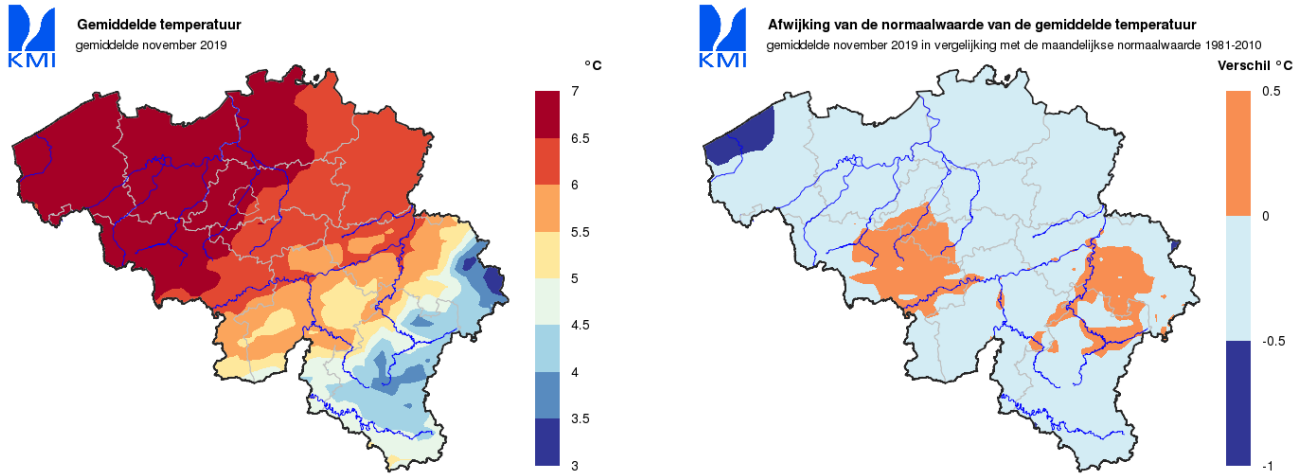 KMI
Gemiddelde temperatuur
gemiddelde november 2019
°C
7
6.5
6
5.5
5
4.5
4
3.5
3
KMI
Afwijking van de normaalwaarde van de gemiddelde temperatuur
gemiddelde november 2019 in vergelijking met de maandelijkse normaalwaarde 1981-2010
Verschil °C
0.5
0
-0.5
-1